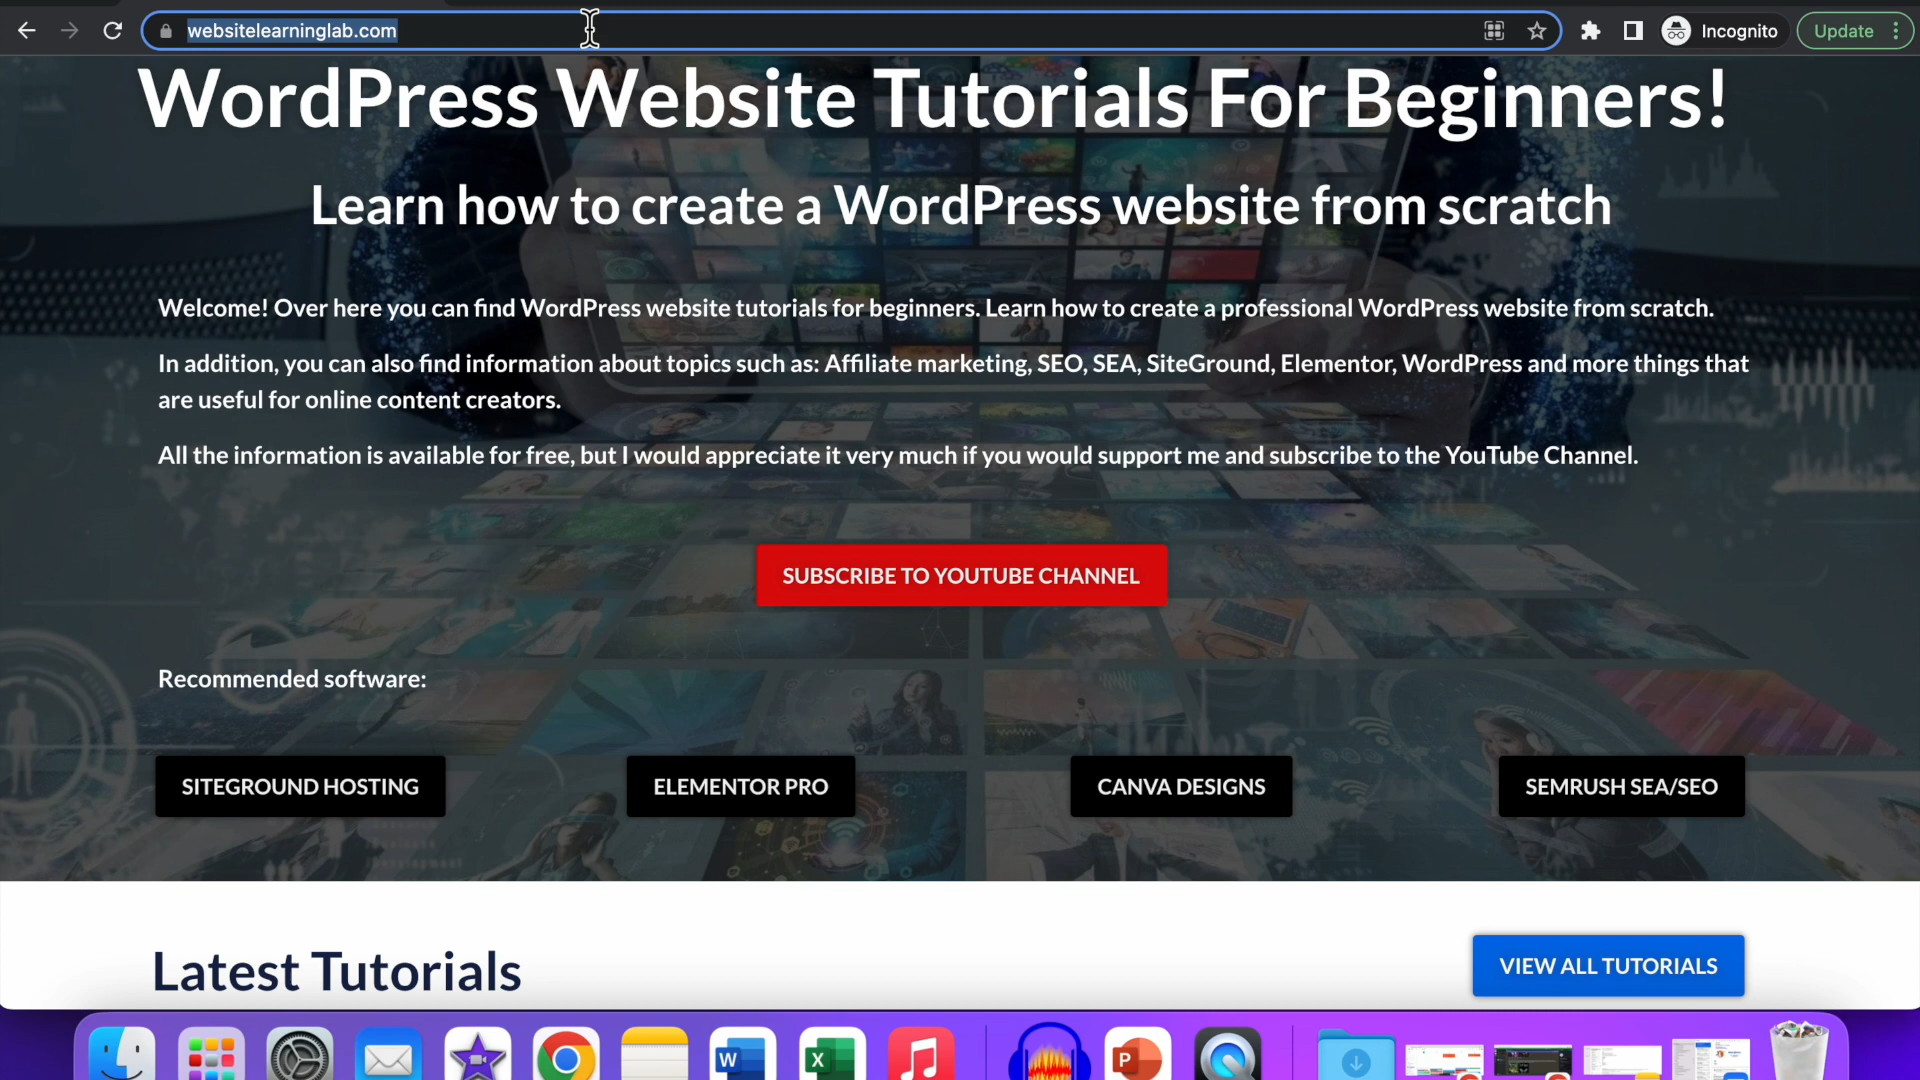 websitelearninglab.com
Incognito
Update
WordPress Website Tutorials For Beginners!
Learn how to create a WordPress website from scratch
Welcome! Over here you can find WordPress website tutorials for beginners. Learn how to create a professional WordPress website from scratch.
In addition, you can also find information about topics such as: Affiliate marketing, SEO, SEA, SiteGround, Elementor, WordPress and more things that
are useful for online content creators.
All the information is available for free, but I would appreciate it very much if you would support me and subscribe to the YouTube Channel.
SUBSCRIBE TO YOUTUBE CHANNEL
Recommended software:
SITEGROUND HOSTING
ELEMENTOR PRO
CANVA DESIGNS
SEMRUSH SEA/SEO
Latest Tutorials
VIEW ALL TUTORIALS
W
X
P